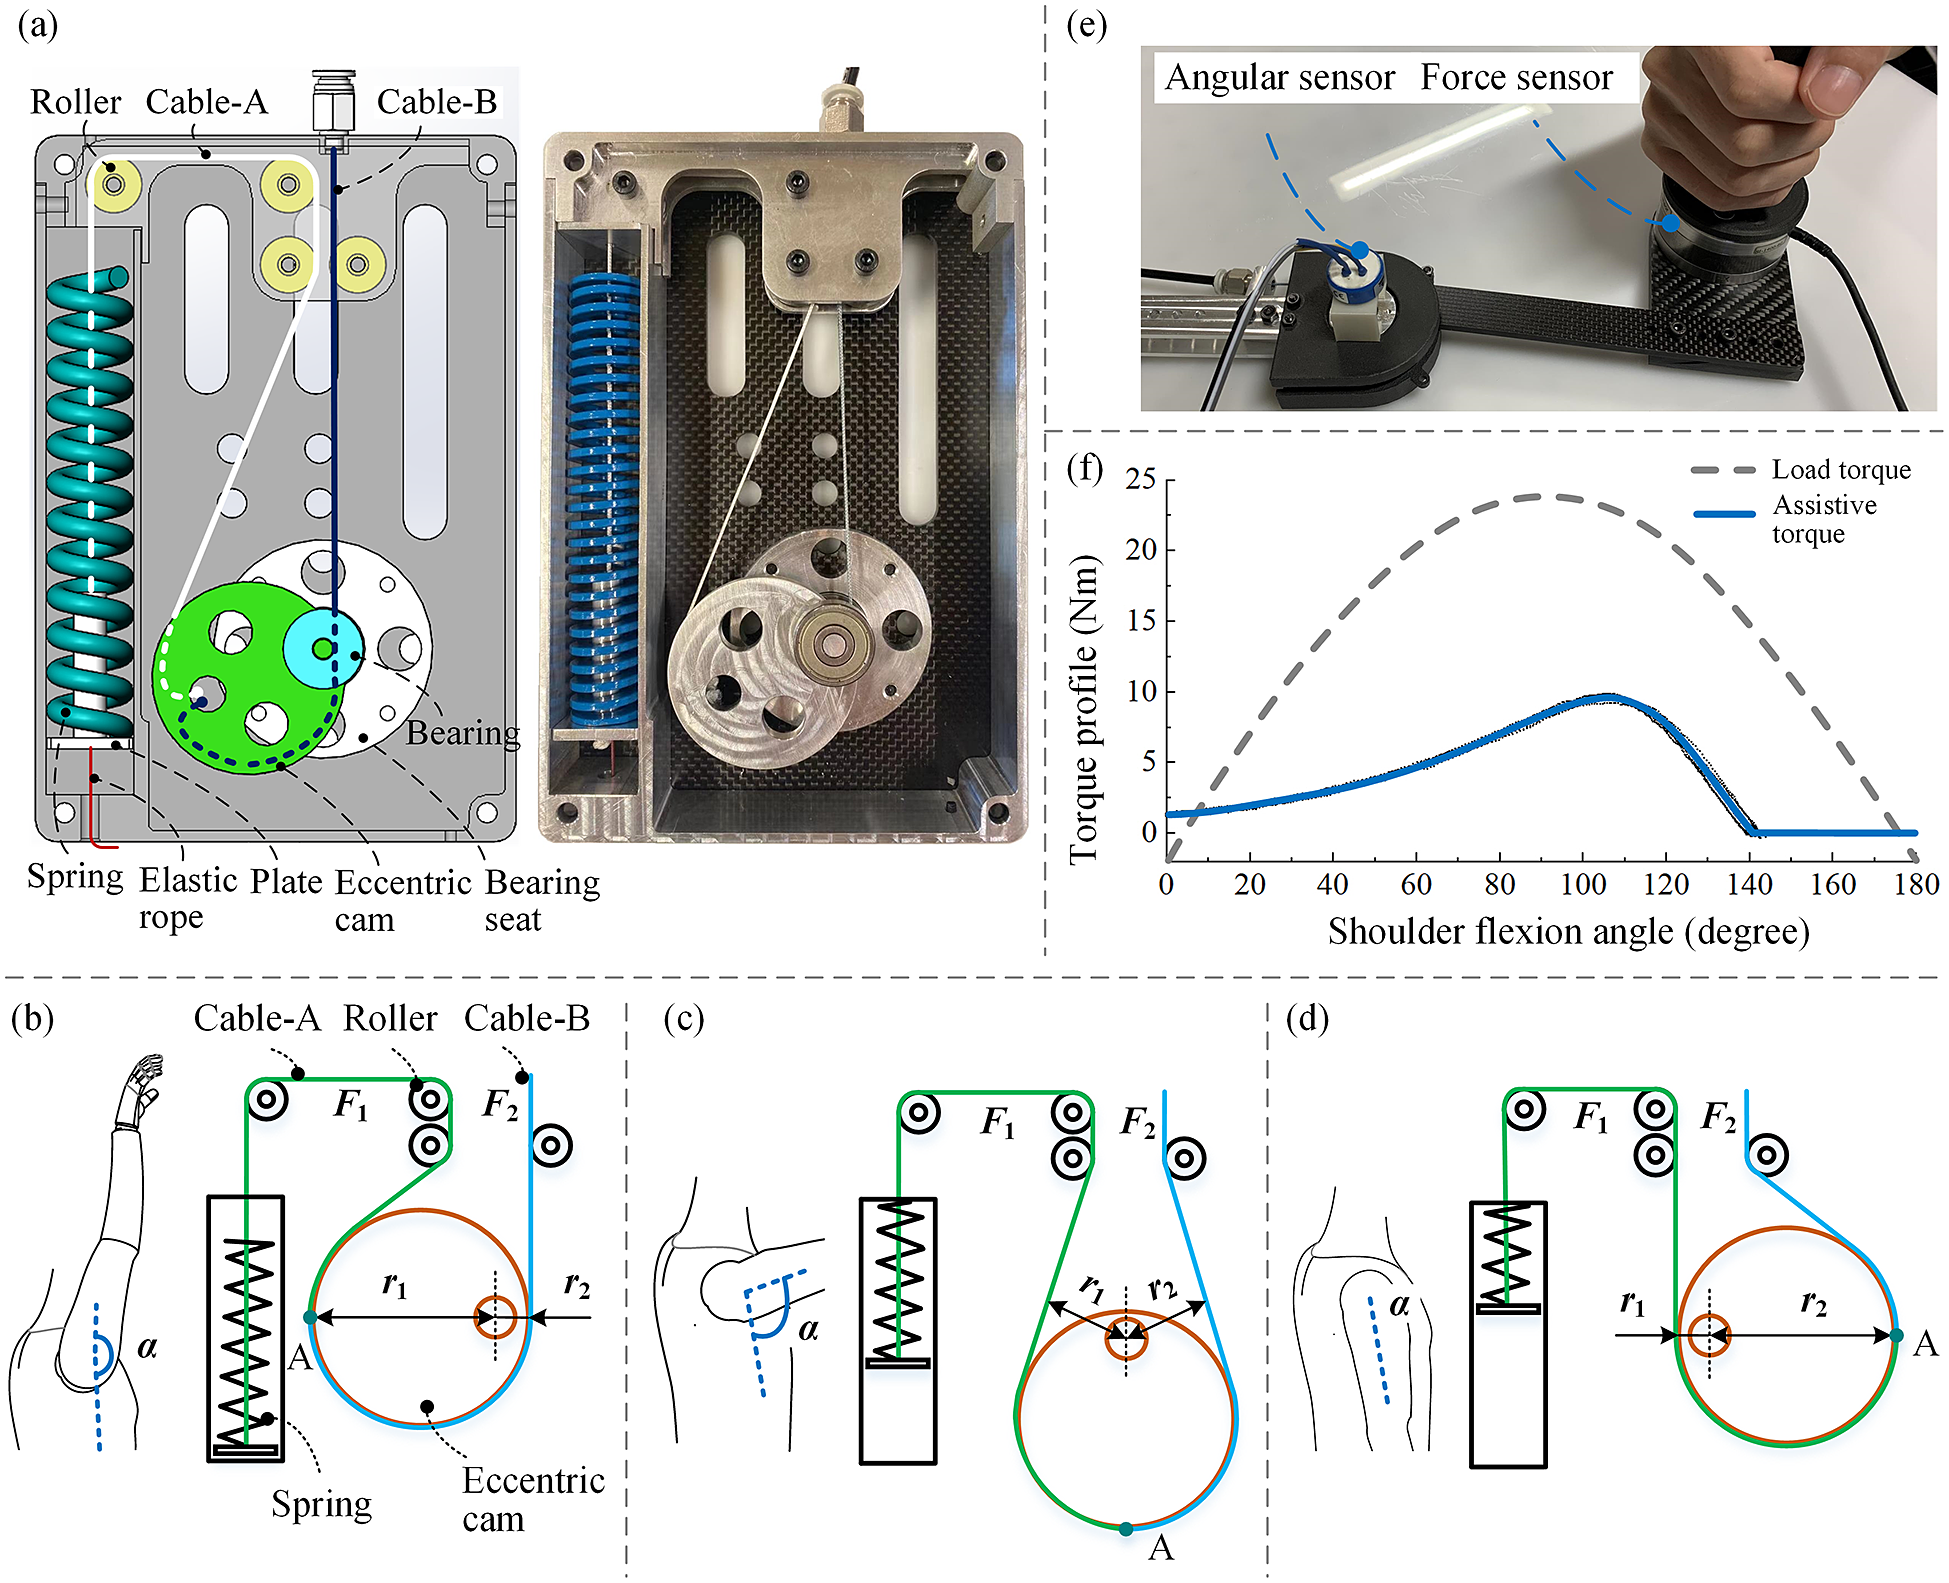 (a)
Roller
Cable-A
Cable-B
Bearing
Spring
Elastic
rope
Plate
Eccentric
cam
Bearing
seat
(e)
Angular sensor
Force sensor
(f)
Load torque
Assistive
torque
Torque profile (Nm)
25
20
15
10
5
0
0
20
40
60
80
100
120
140
160
180
Shoulder flexion angle (degree)
(b)
Cable-A
Roller
Cable-B
F1
F2
r1
r2
α
A
Spring
Eccentric
cam
(c)
F1
F2
r1
r2
α
A
(d)
F1
F2
r1
r2
α
A